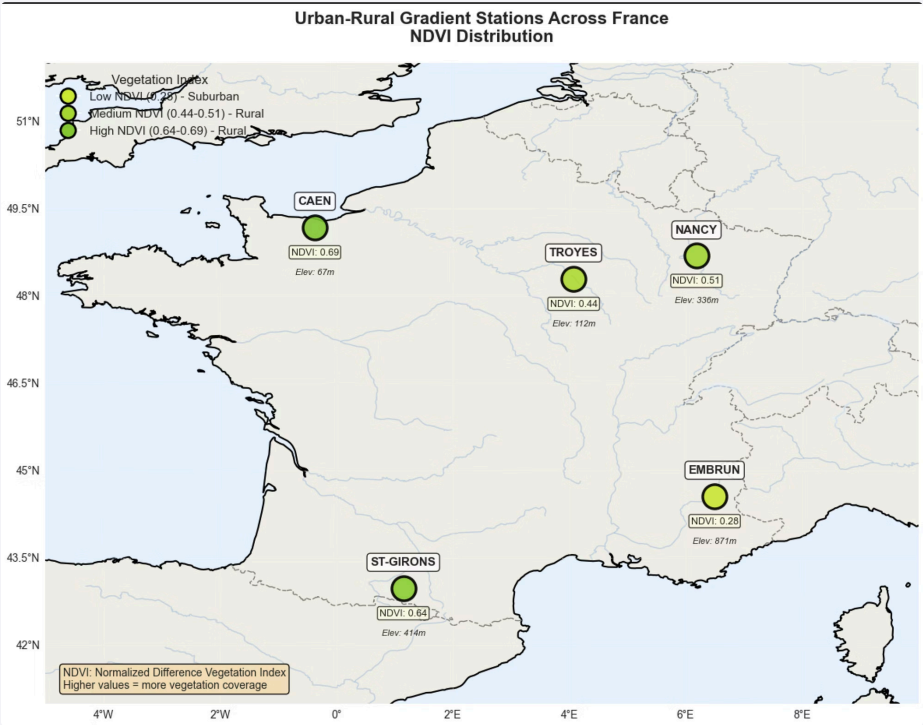 Urban-Rural Gradient Stations Across France
NDVI Distribution
Vegetation Index
Low NDVI (0.28) - Suburban
Medium NDVI (0.44-0.51) - Rural
High NDVI (0.64-0.69) - Rural
51°N
49.5°N
48°N
46.5°N
45°N
43.5°N
42°N
CAEN
NDVI: 0.69
Elev: 67m
NANCY
NDVI: 0.51
Elev: 336m
TROYES
NDVI: 0.44
Elev: 112m
EMBRUN
NDVI: 0.28
Elev: 871m
ST-GIRONS
NDVI: 0.64
Elev: 414m
NDVI: Normalized Difference Vegetation Index
Higher values = more vegetation coverage
4°W
2°W
0°
2°E
4°E
6°E
8°E